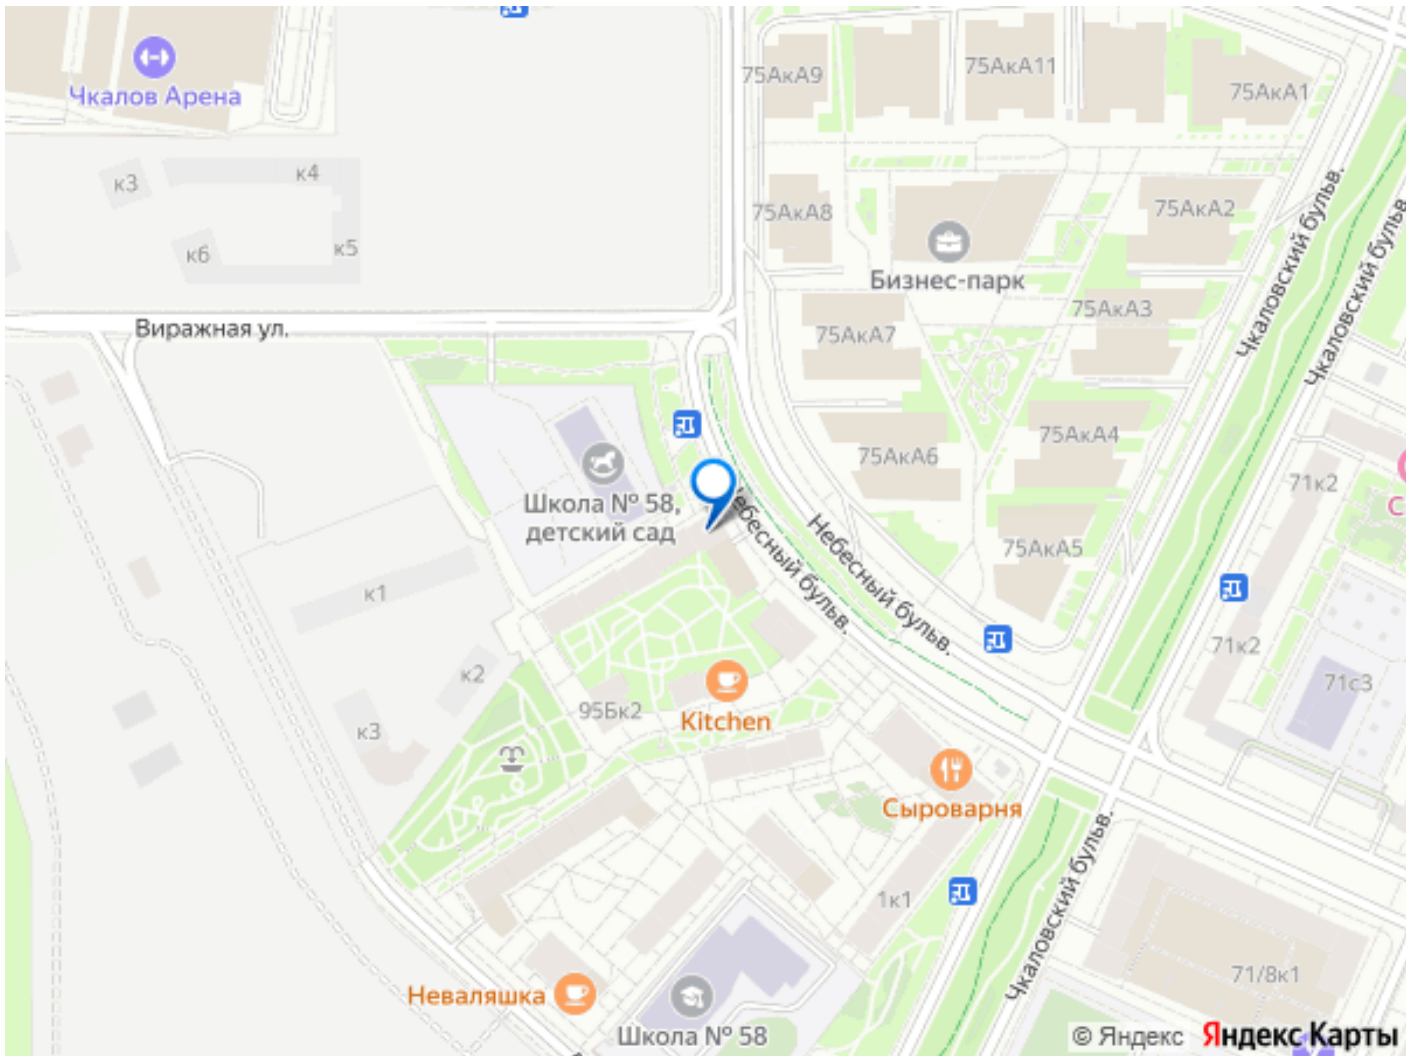 75АкА9
75АкА11
75АкА1
Чкалов Арена
к4
к3
75АкА8
75АкА2
к6
к5
Бизнес-парк
Чкаловский бульв.
Чкаловский бульв.
75АкА3
Виражная ул.
75АкА7
75АкА4
75АкА6
71к2
Школа № 58,
детский сад
Небесный бульв.
Небесный бульв.
75АкА5
к1
71к2
к2
71с3
95Бк2
Kitchen
к3
Сыроварня
Чкаловский бульв.
1к1
71/8к1
Неваляшка
Школа № 58
© Яндекс Яндекс Карты